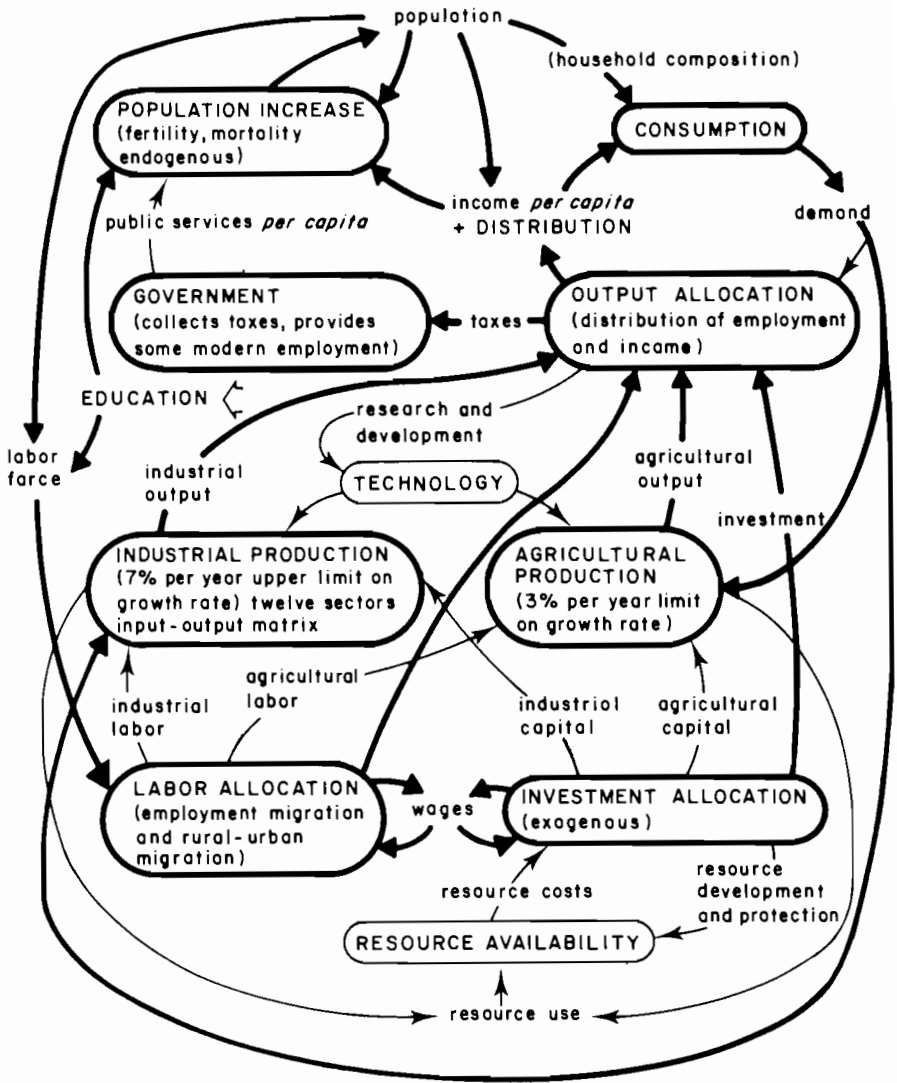 population
(household composition)
POPULATION INCREASE
(fertility, mortality
endogenous)
CONSUMPTION
income per capita
+ DISTRIBUTION
demand
public services per capita
GOVERNMENT
(collects taxes, provides
some modern employment)
taxes
OUTPUT ALLOCATION
(distribution of employment
and income)
EDUCATION
research and
development
labor
farce
industrial
output
TECHNOLOGY
agricultural
output
investment
INDUSTRIAL PRODUCTION
(7% per year upper limit on
growth rate) twelve sectors
input-output matrix
AGRICULTURAL
PRODUCTION
(3% per year limit
on growth rate)
industrial
labor
agricultural
labor
industrial
capital
agricultural
capital
LABOR ALLOCATION
(employment migration
and rural-urban
migration)
wages
INVESTMENT ALLOCATION
(exogenous)
resource costs
resource
development
and protection
RESOURCE AVAILABILITY
resource use